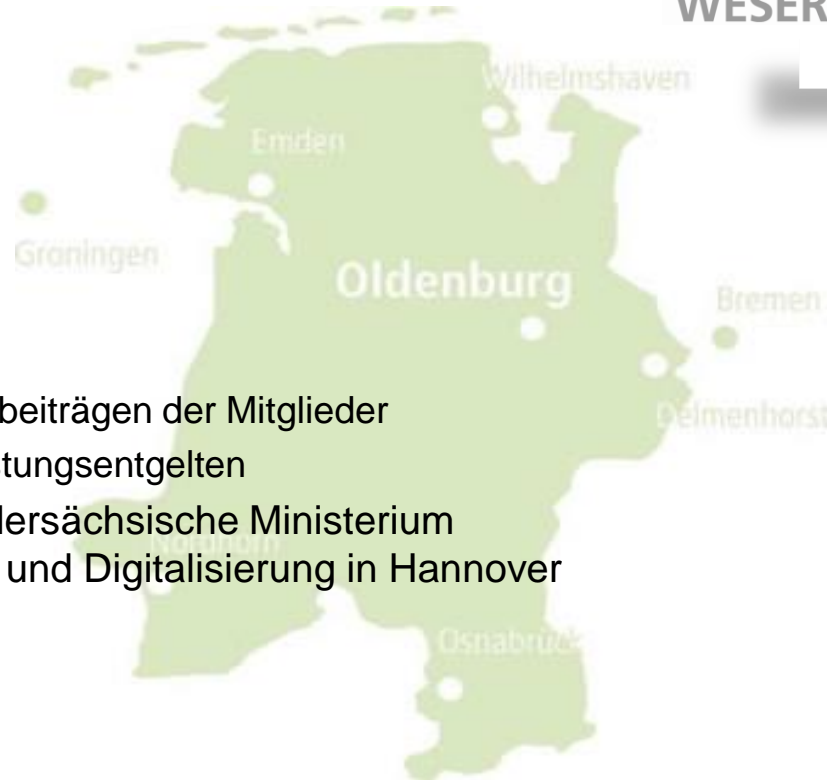 WESER
Wilhelmshaven
Emden
Groningen
Oldenburg
Bremen
beiträgen der Mitglieder
Delmenhorst
tungsentgelten
dersächsische Ministerium
Nordhorn
und Digitalisierung in Hannover
Osnabrück